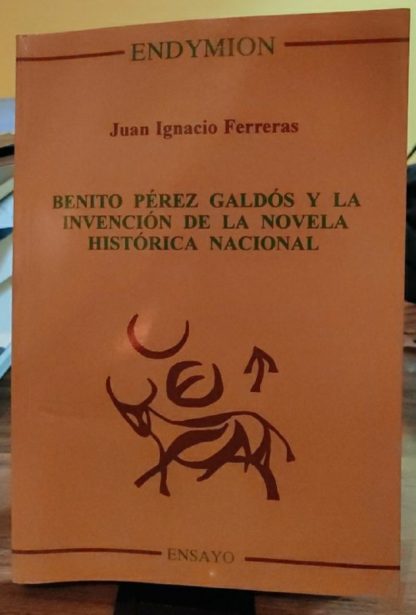 ENDYMION
Juan Ignacio Ferreras
BENITO PÉREZ GALDÓS Y LA
INVENCIÓN DE LA NOVELA
HISTÓRICA NACIONAL
ENSAYO